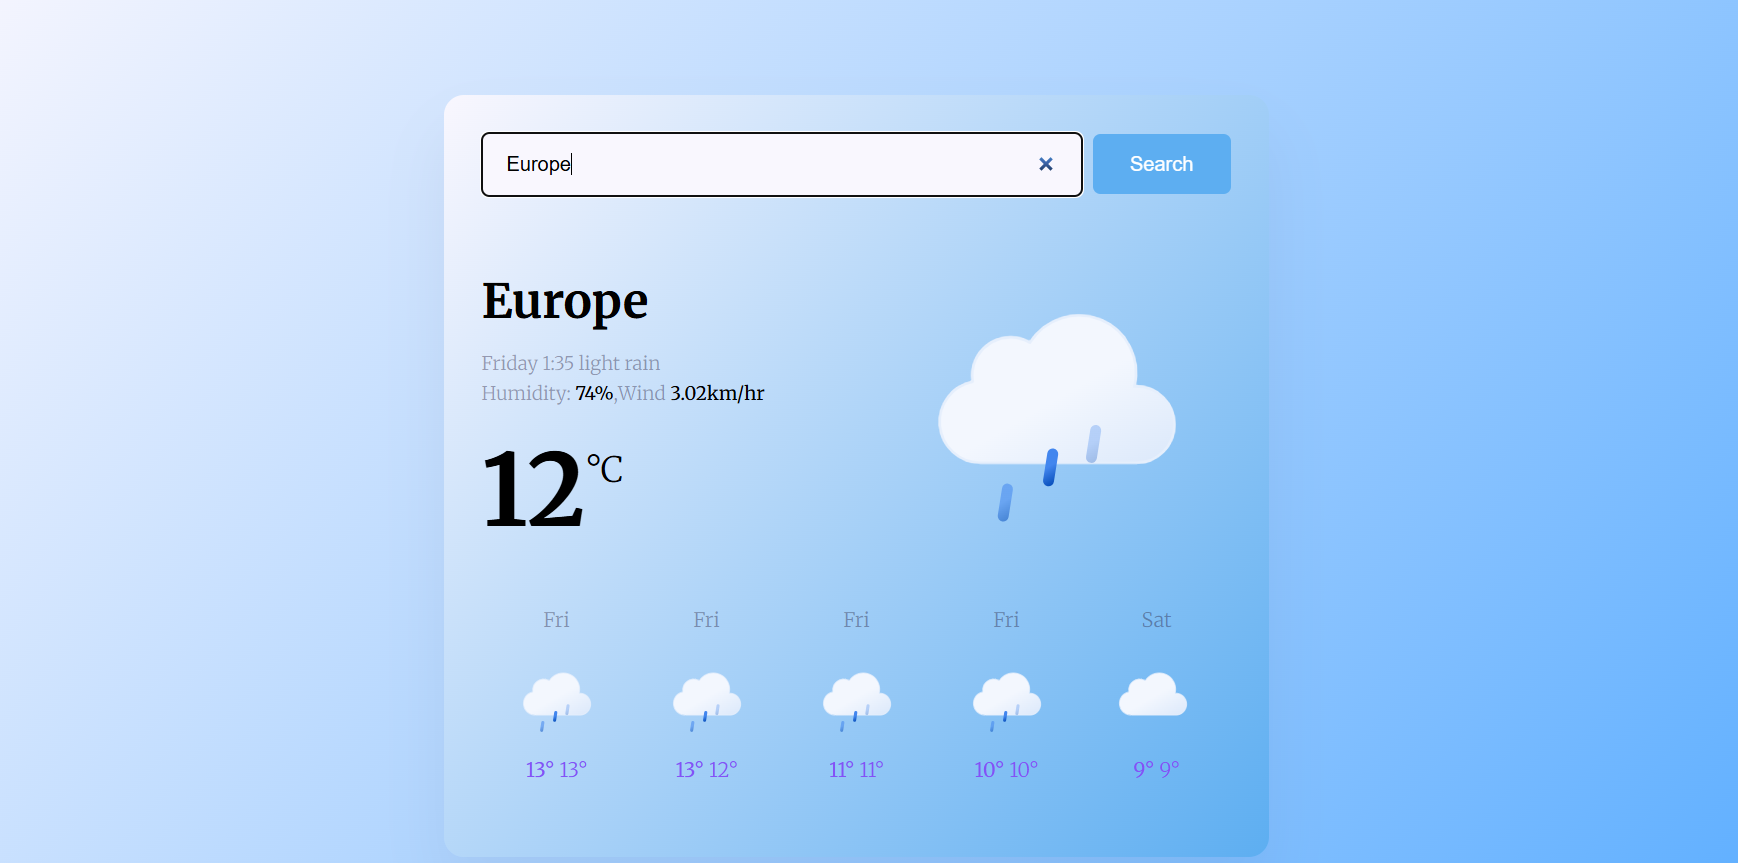 Europe
Search
Europe
Friday 1:35 light rain
Humidity: 74%,Wind 3.02km/hr
12 °C
Fri Fri Fri Fri Sat
13° 13° 13° 12° 11° 11° 10° 10° 9° 9°